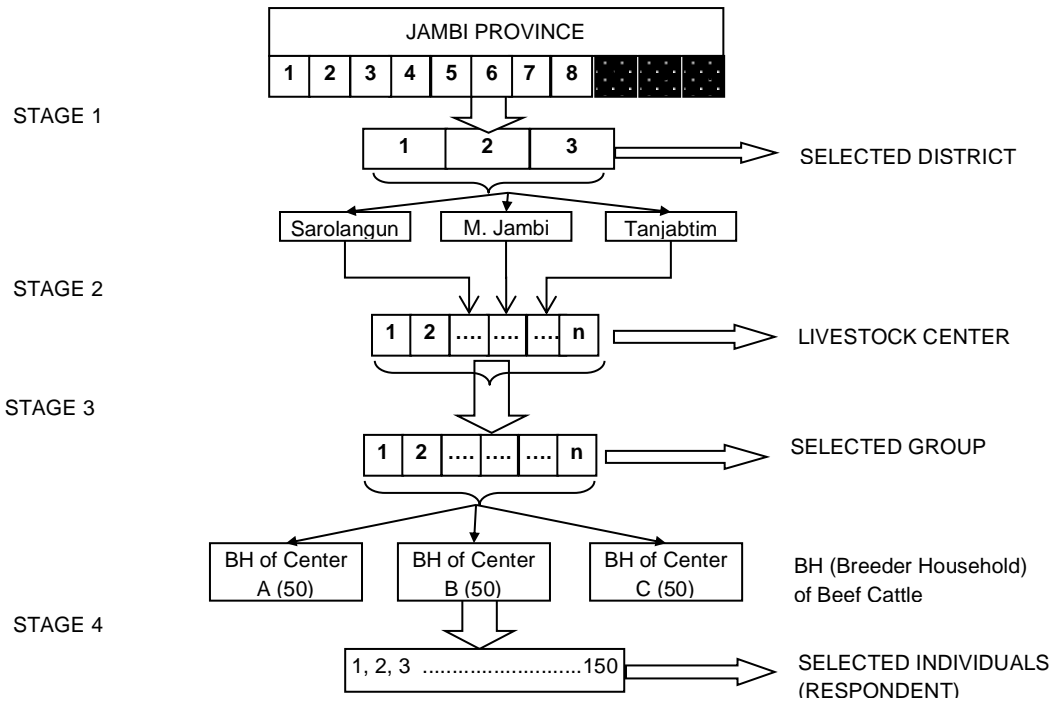 JAMBI PROVINCE
1 2 3 4 5 6 7 8
STAGE 1
1 2 3
SELECTED DISTRICT
Sarolangun M. Jambi Tanjabtim
STAGE 2
1 2 .... .... .... n
LIVESTOCK CENTER
STAGE 3
1 2 .... .... .... n
SELECTED GROUP
BH of Center
A (50)
BH of Center
B (50)
BH of Center
C (50)
BH (Breeder Household)
of Beef Cattle
STAGE 4
1, 2, 3 ...........................150
SELECTED INDIVIDUALS
(RESPONDENT)